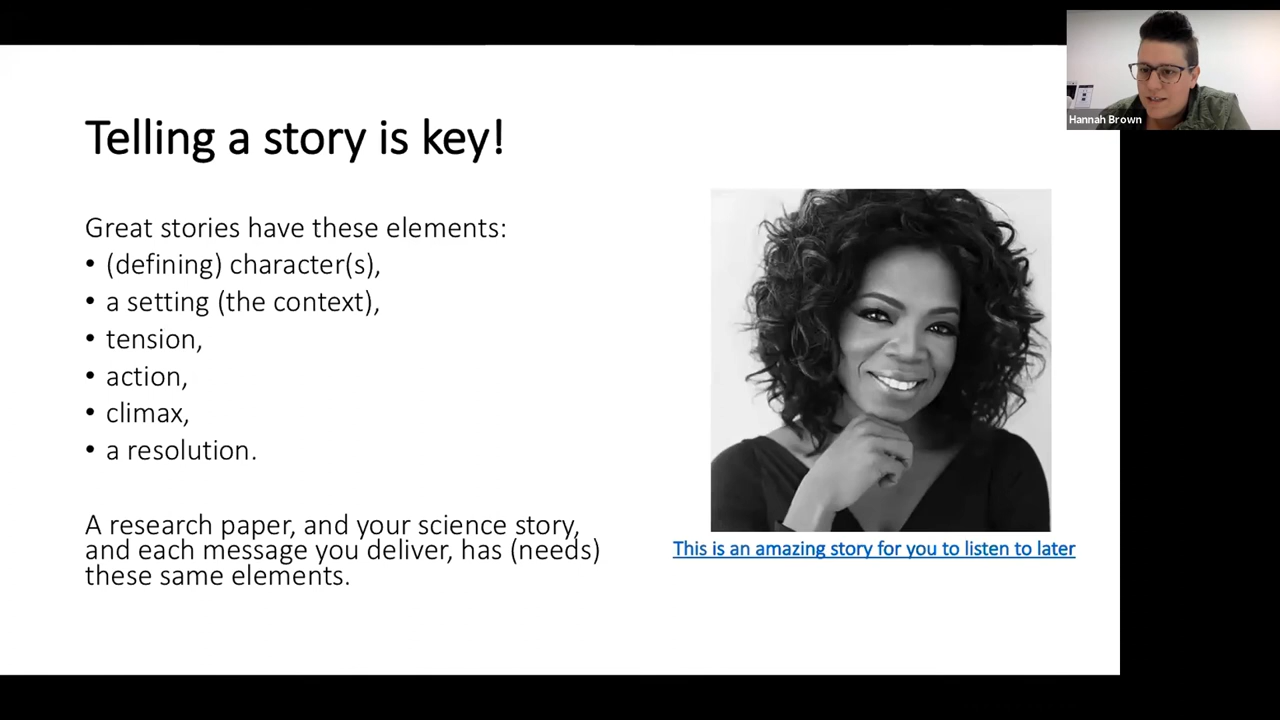 Telling a story is key!
Great stories have these elements:
• (defining) character(s),
• a setting (the context),
• tension,
• action,
• climax,
• a resolution.
A research paper, and your science story,
and each message you deliver, has (needs)
these same elements.
This is an amazing story for you to listen to later
Hannah Brown